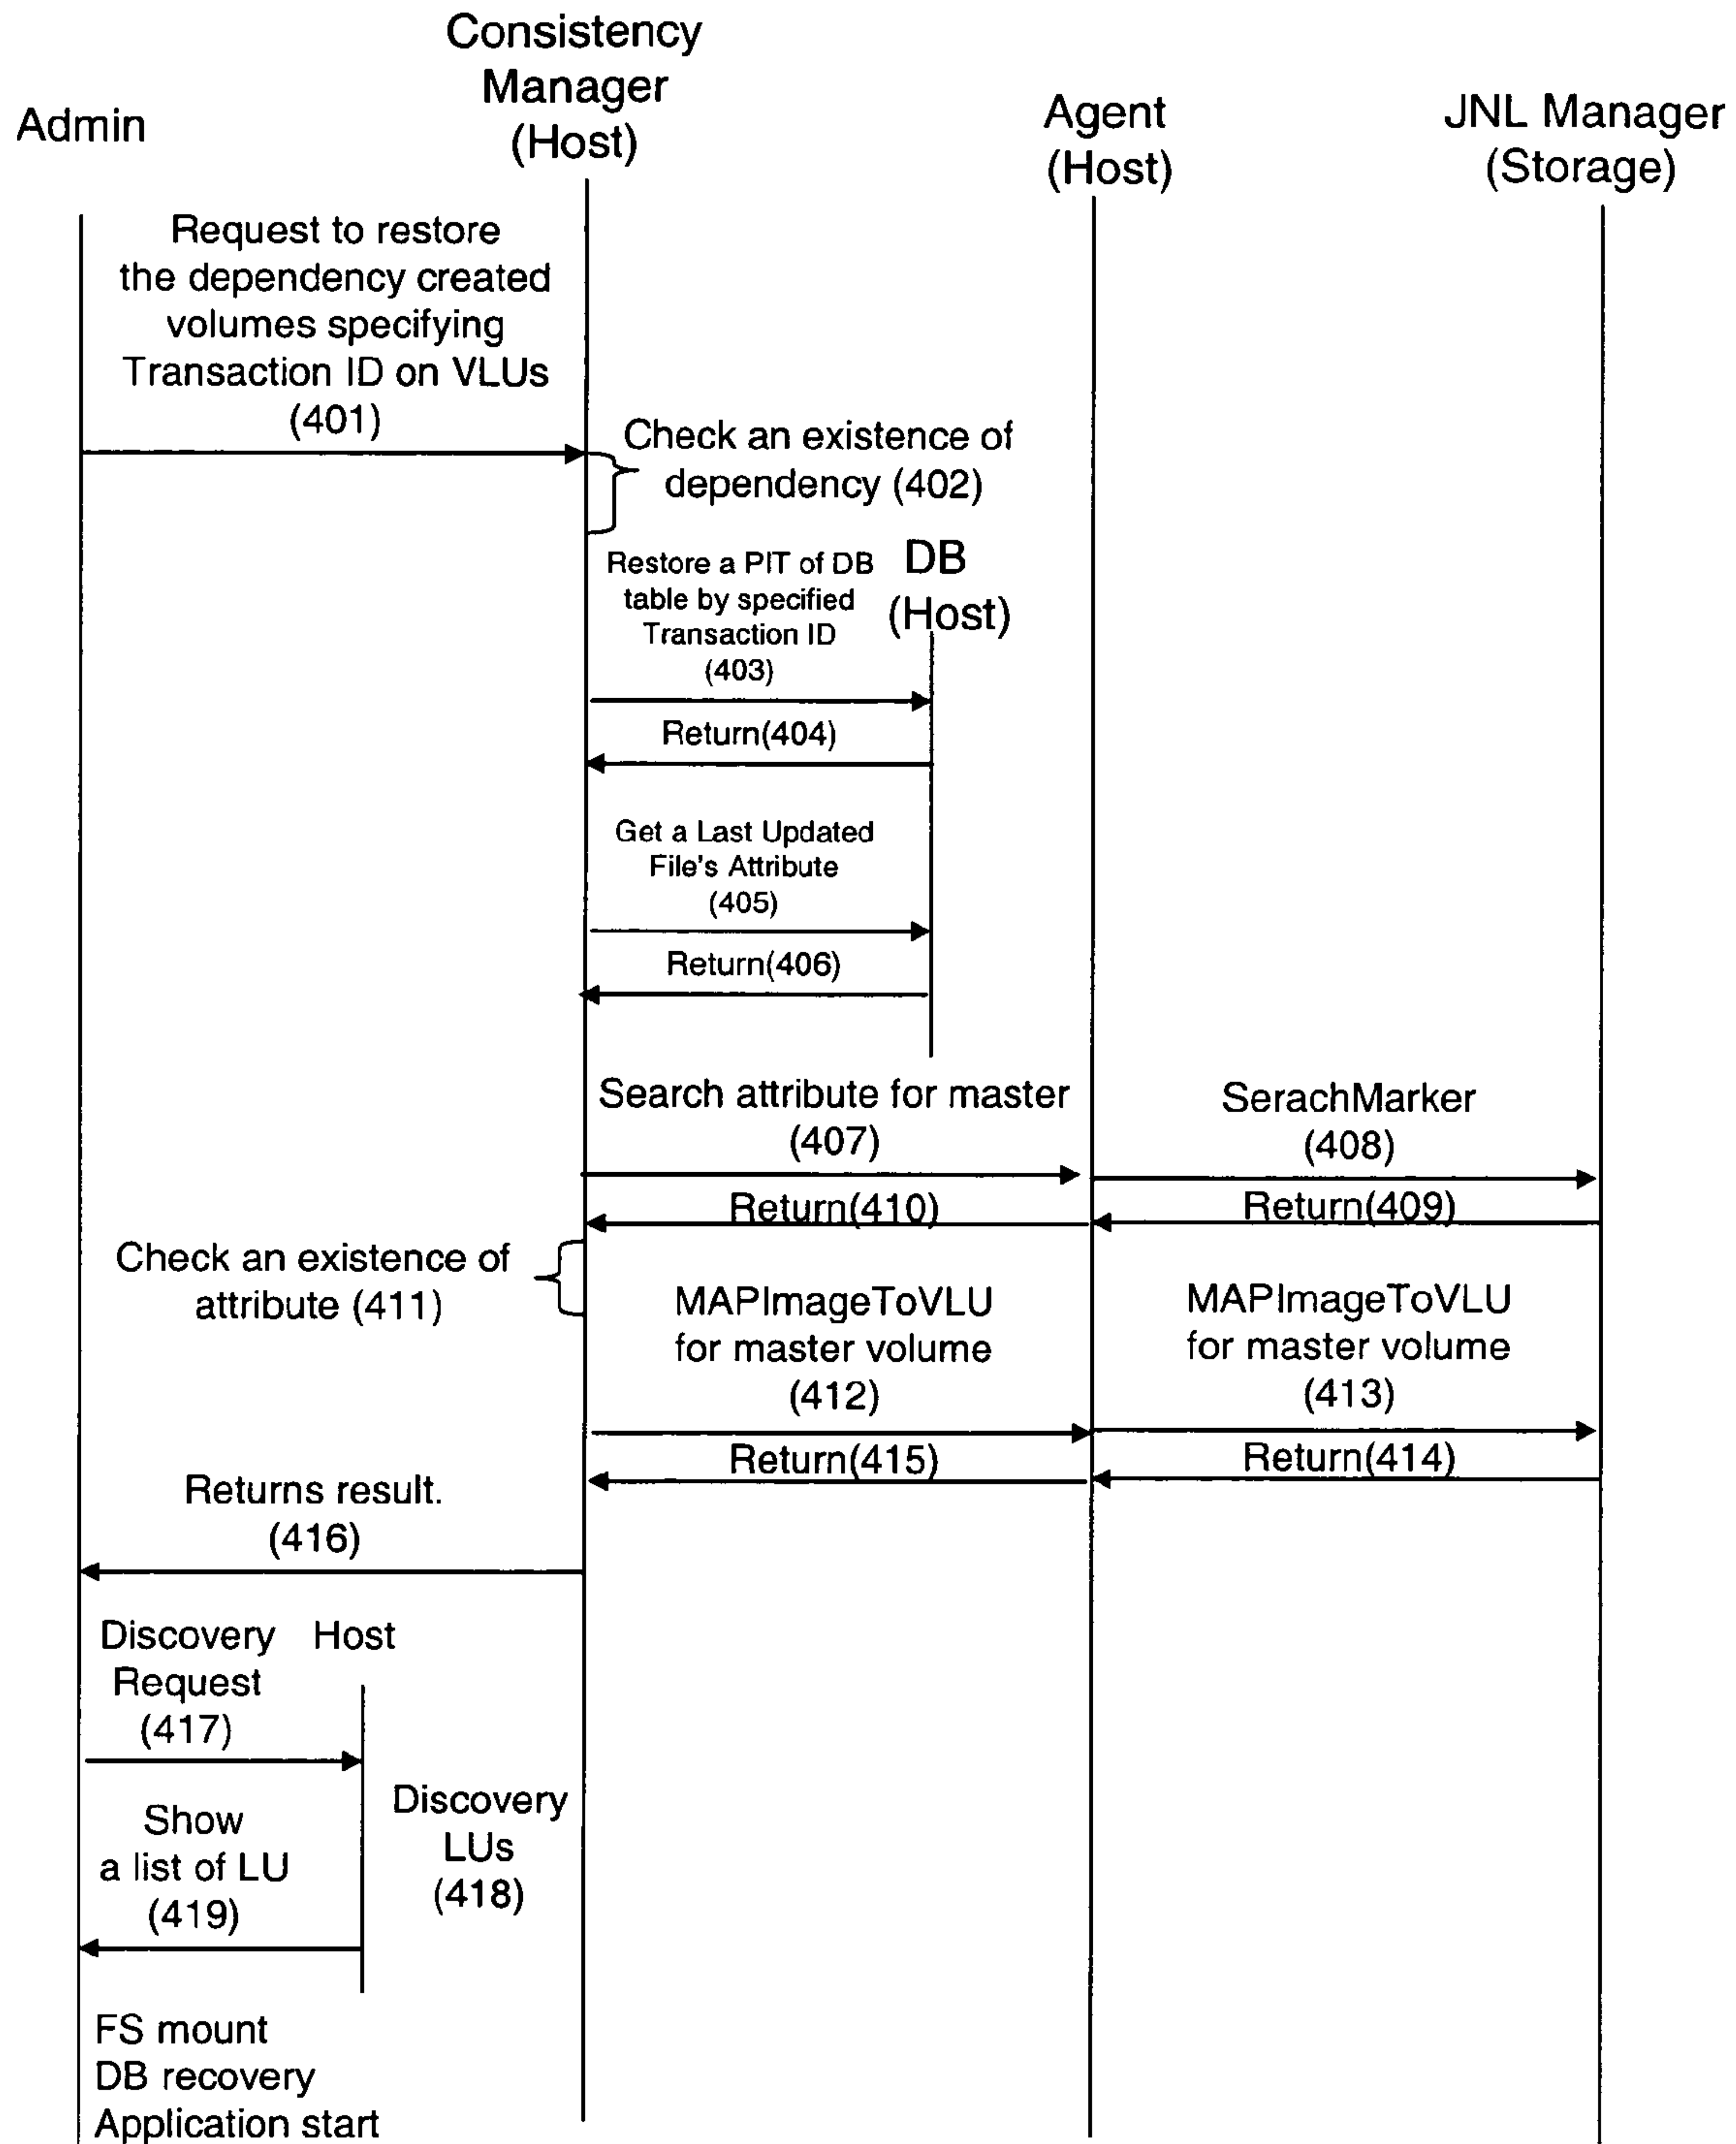 Consistency
Manager
(Host)
Admin
Agent
(Host)
JNL Manager
(Storage)
Request to restore
the dependency created
volumes specifying
Transaction ID on VLUs
(401)
Check an existence of
dependency (402)
Restore a PIT of DB
table by specified
Transaction ID
(403)
DB
(Host)
Return(404)
Get a Last Updated
File's Attribute
(405)
Return(406)
Search attribute for master
(407)
SerachMarker
(408)
Return(410)
Return(409)
Check an existence of
attribute (411)
MAPImageToVLU
for master volume
(412)
MAPImageToVLU
for master volume
(413)
Return(415)
Return(414)
Returns result.
(416)
Discovery
Request
(417)
Host
Discovery
LUs
(418)
Show
a list of LU
(419)
FS mount
DB recovery
Application start